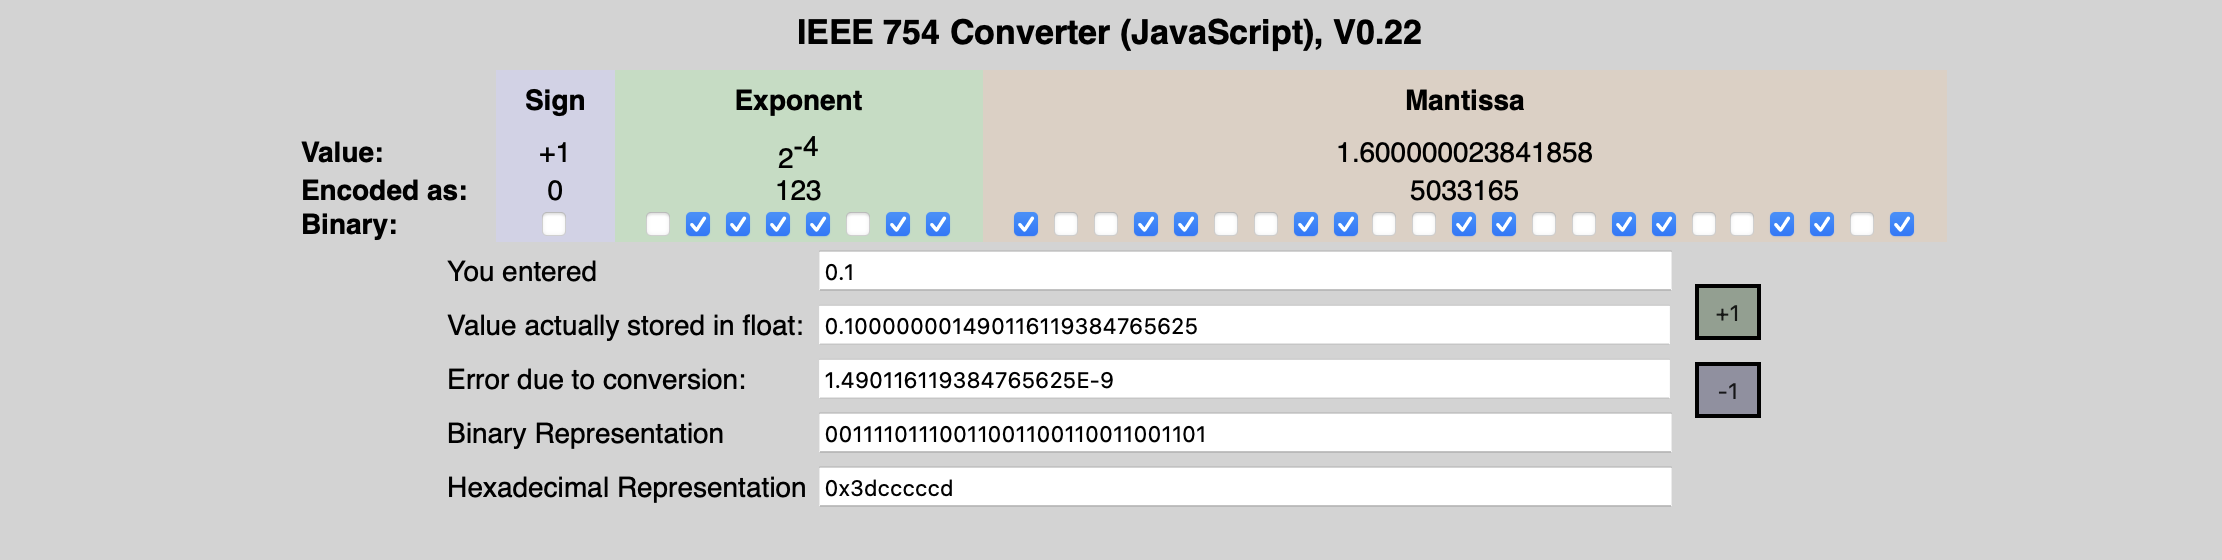 IEEE 754 Converter (JavaScript), V0.22
Sign Exponent Mantissa
Value: +1 2-4 1.600000023841858
Encoded as: 0 123 5033165
Binary:
You entered 0.1
+1
Value actually stored in float: 0.100000001490116119384765625
Error due to conversion: 1.490116119384765625E-9
-1
Binary Representation 00111101110011001100110011001101
Hexadecimal Representation 0x3dcccccd